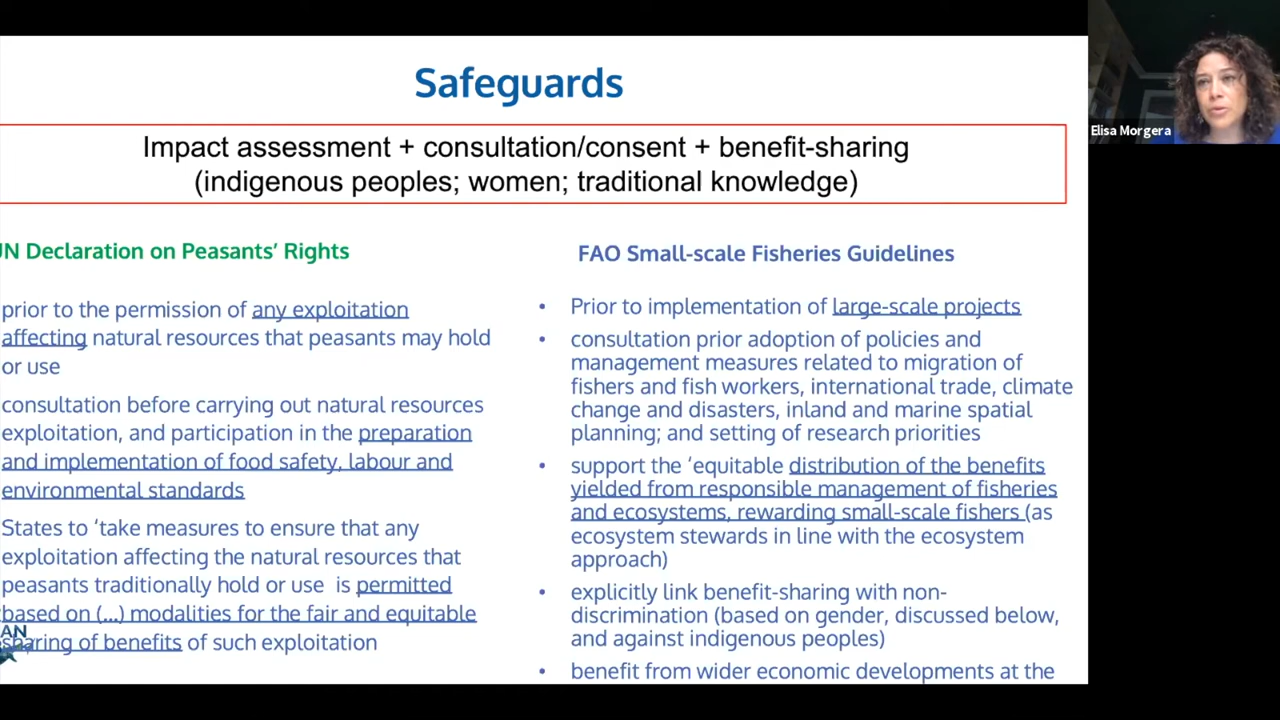 Safeguards
Impact assessment + consultation/consent + benefit-sharing
(indigenous peoples; women; traditional knowledge)
Elisa Morgera
UN Declaration on Peasants’ Rights
prior to the permission of any exploitation
affecting natural resources that peasants may hold
or use
consultation before carrying out natural resources
exploitation, and participation in the preparation
and implementation of food safety, labour and
environmental standards
States to ‘take measures to ensure that any
exploitation affecting the natural resources that
peasants traditionally hold or use is permitted
based on (...) modalities for the fair and equitable
sharing of benefits of such exploitation
AN
FAO Small-scale Fisheries Guidelines
• Prior to implementation of large-scale projects
• consultation prior adoption of policies and
management measures related to migration of
fishers and fish workers, international trade, climate
change and disasters, inland and marine spatial
planning; and setting of research priorities
• support the ‘equitable distribution of the benefits
yielded from responsible management of fisheries
and ecosystems, rewarding small-scale fishers (as
ecosystem stewards in line with the ecosystem
approach)
• explicitly link benefit-sharing with non-
discrimination (based on gender, discussed below,
and against indigenous peoples)
• benefit from wider economic developments at the